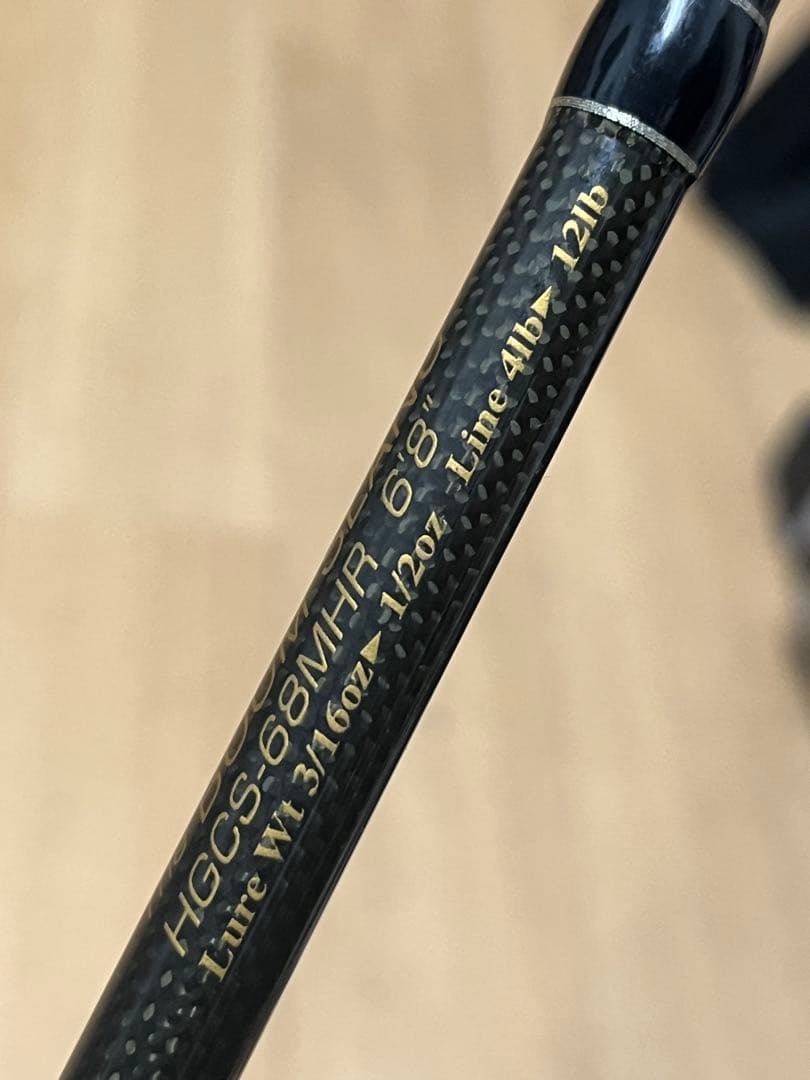 HGCS-68MHR 6'8"
Lure Wt 3/16oz▶ 1/2oz Line 4lb▶ 12lb